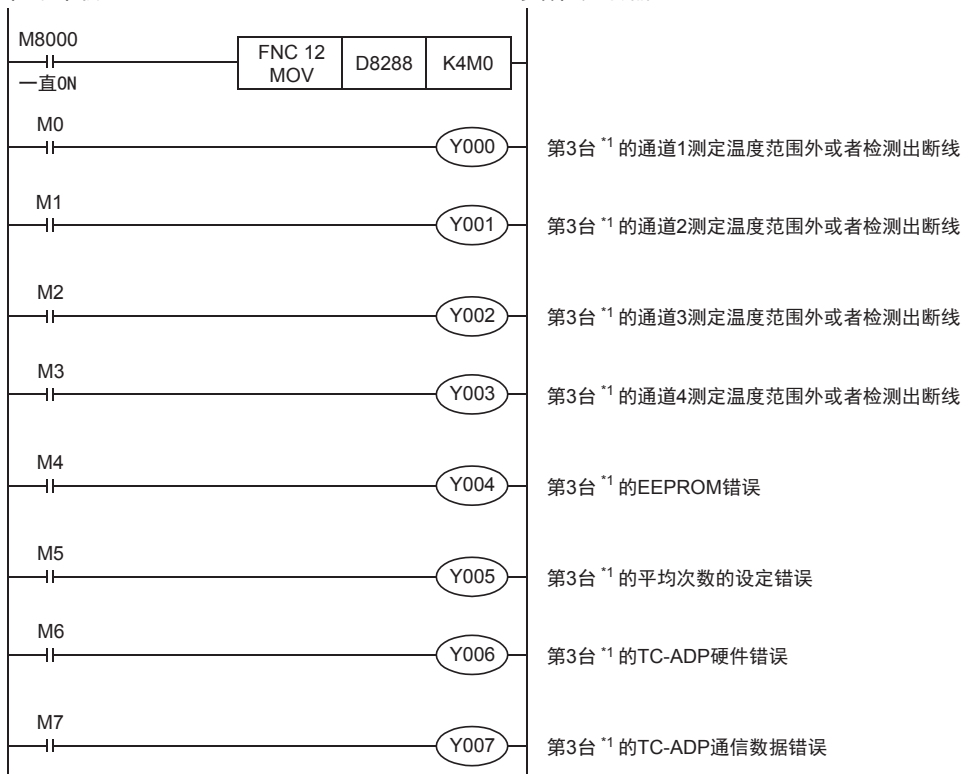 M8000
FNC 12
MOV
D8288
K4M0
一直ON
M0
Y000
第3台 *1 的通道1测定温度范围外或者检测出断线
M1
Y001
第3台 *1 的通道2测定温度范围外或者检测出断线
M2
Y002
第3台 *1 的通道3测定温度范围外或者检测出断线
M3
Y003
第3台 *1 的通道4测定温度范围外或者检测出断线
M4
Y004
第3台 *1 的EEPROM错误
M5
Y005
第3台 *1 的平均次数的设定错误
M6
Y006
第3台 *1 的TC-ADP硬件错误
M7
Y007
第3台 *1 的TC-ADP通信数据错误